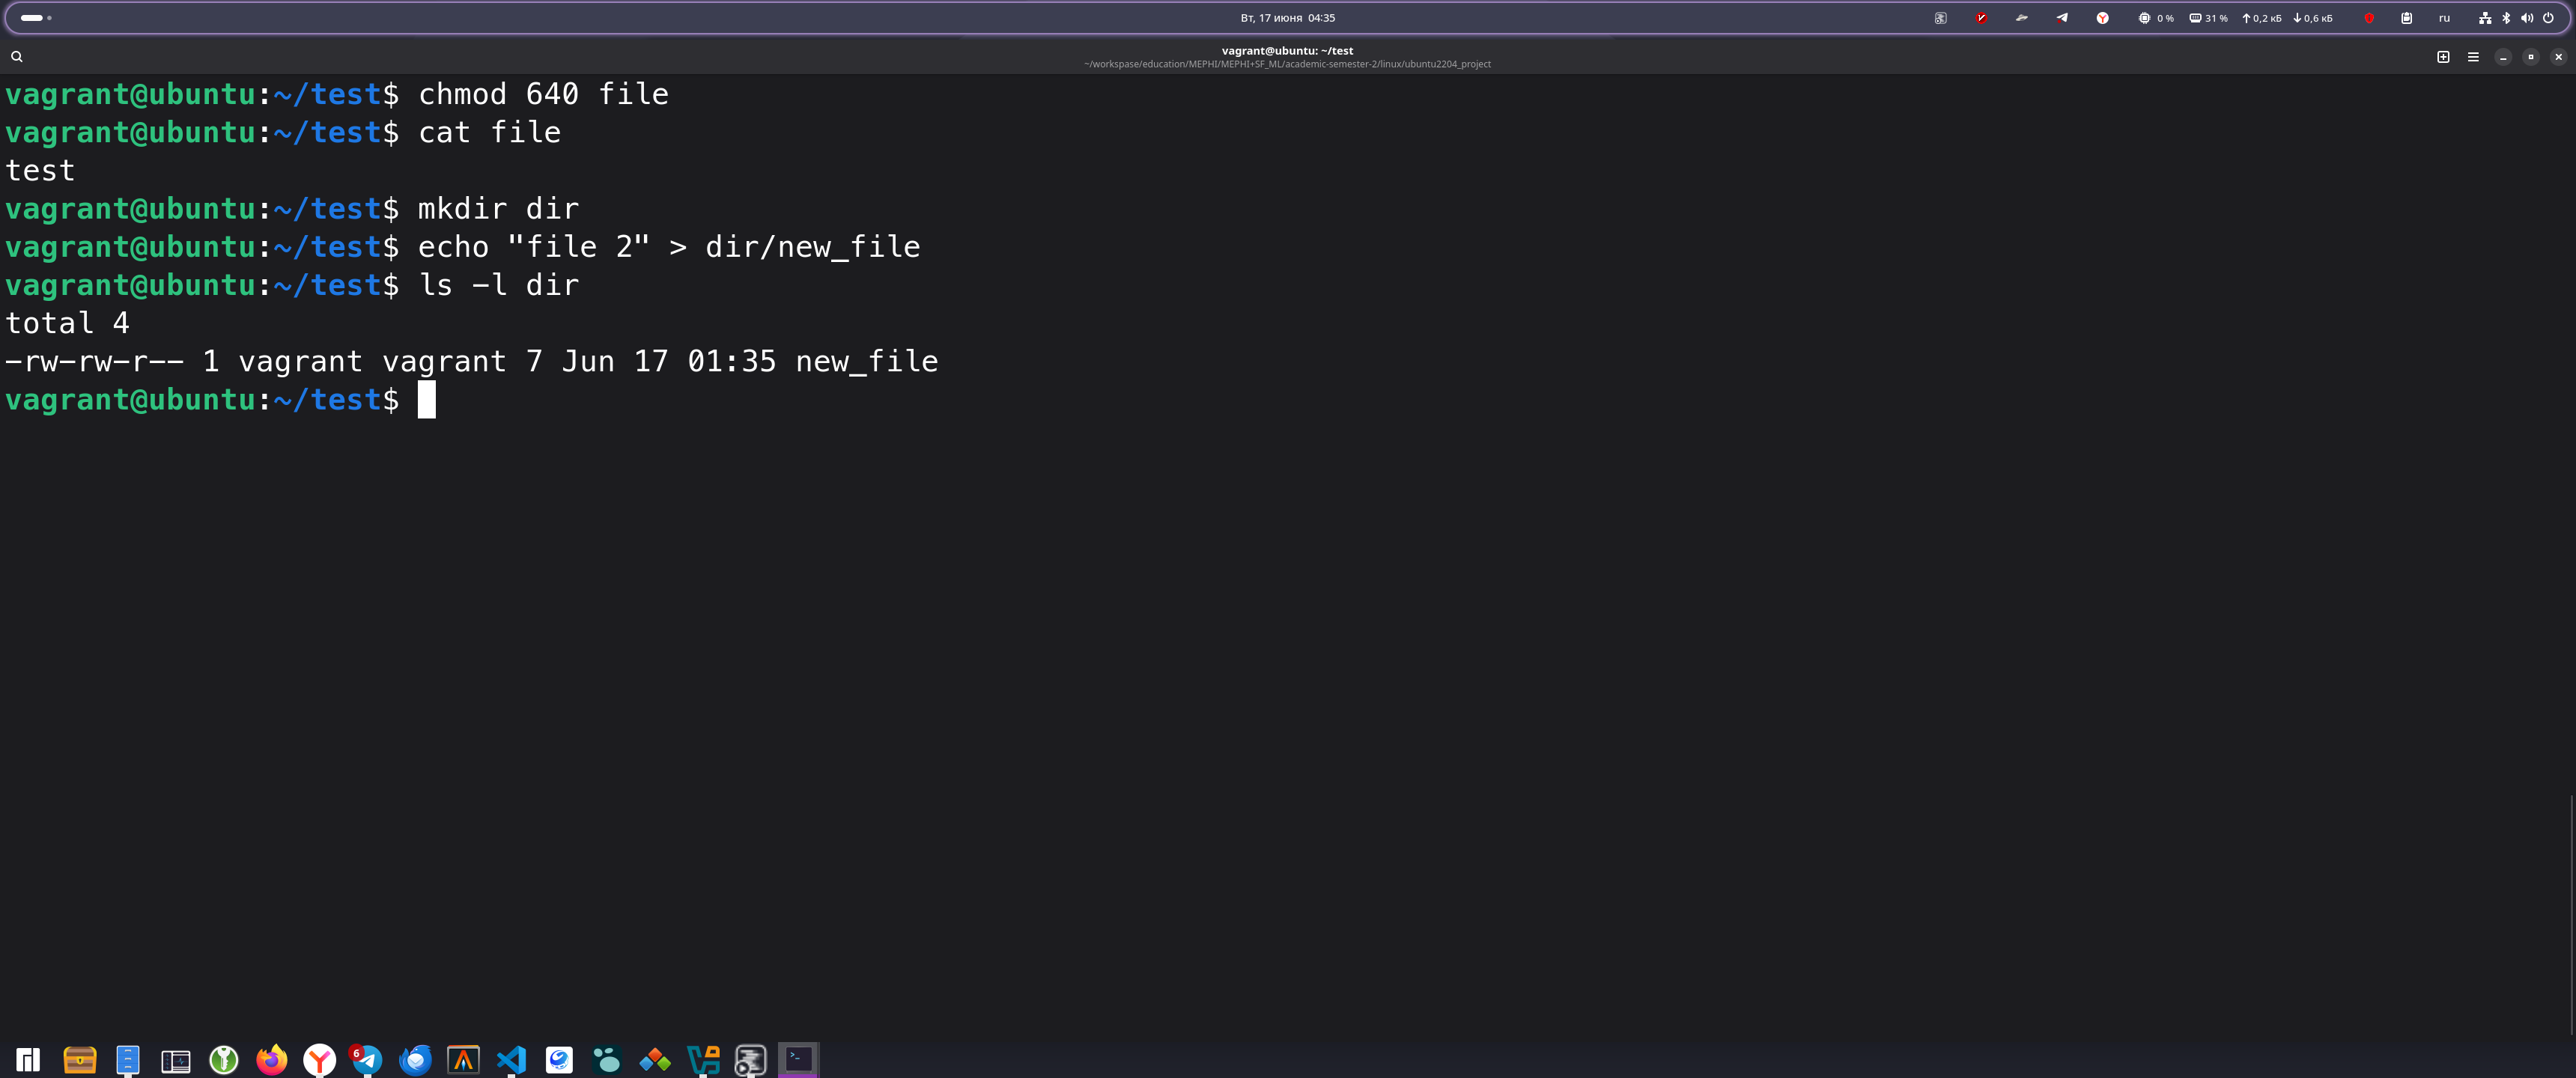 Вт, 17 июня 04:35
0 %
31 %
0,2 кБ
0,6 кБ
ru
vagrant@ubuntu: ~/test
~/workspase/education/MEPHI/MEPHI+SF_ML/academic-semester-2/linux/ubuntu2204_project
vagrant@ubuntu:~/test$ chmod 640 file
vagrant@ubuntu:~/test$ cat file
test
vagrant@ubuntu:~/test$ mkdir dir
vagrant@ubuntu:~/test$ echo "file 2" > dir/new_file
vagrant@ubuntu:~/test$ ls -l dir
total 4
-rw-rw-r-- 1 vagrant vagrant 7 Jun 17 01:35 new_file
vagrant@ubuntu:~/test$
6